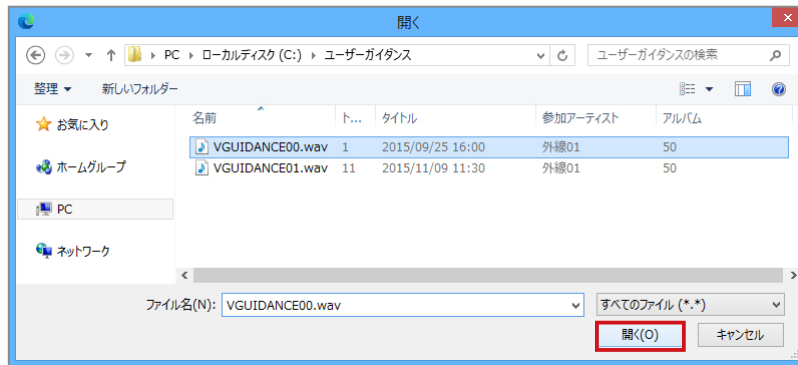 開く
PC ローカルディスク (C:) ユーザーガイダンス ユーザーガイダンスの検索
整理 新しいフォルダー
お気に入り
ホームグループ
PC
ネットワーク
名前 ト... タイトル 参加アーティスト アルバム
VGUIDANCE00.wav 1 2015/09/25 16:00 外線01 50
VGUIDANCE01.wav 11 2015/11/09 11:30 外線01 50
ファイル名(N): VGUIDANCE00.wav すべてのファイル (*.*)
開く(O) キャンセル